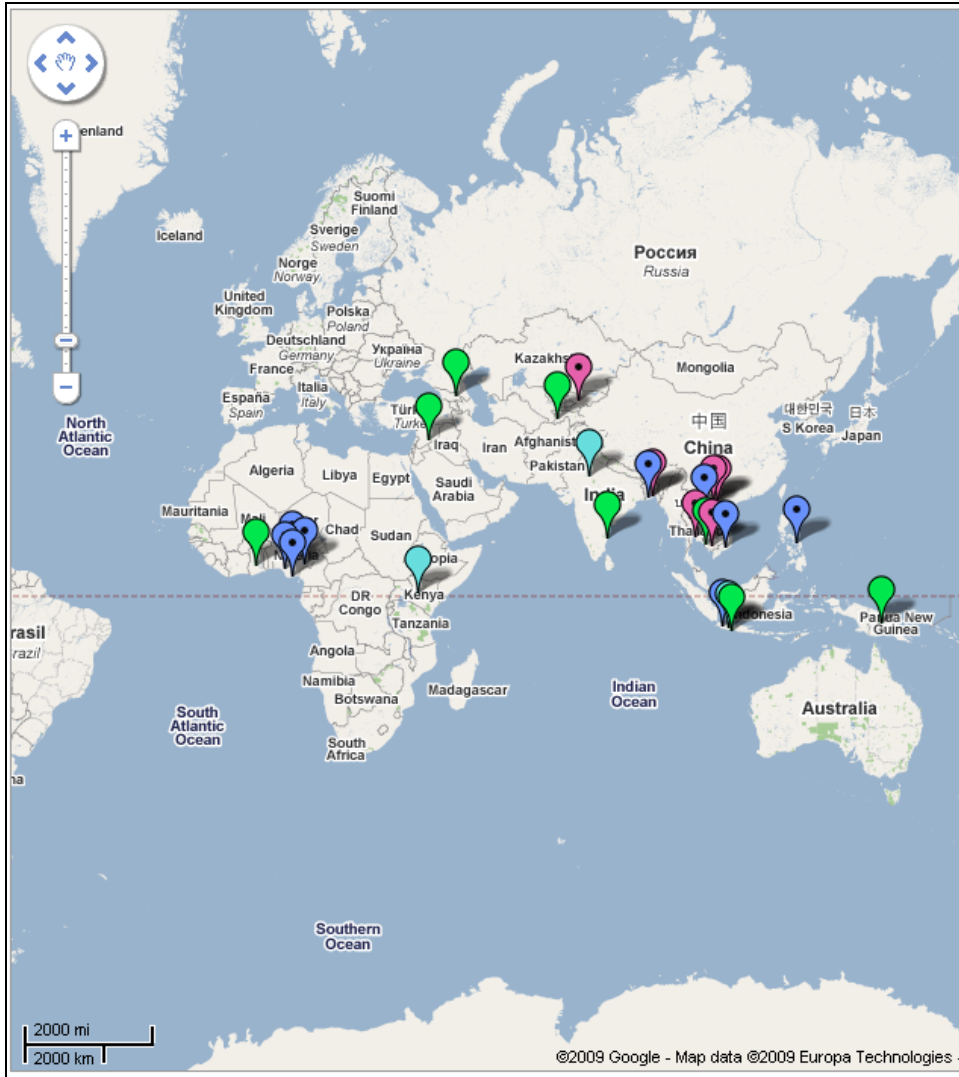 enland
Iceland
Suomi
Finland
Sverige
Sweden
Norge
Norway
Россия
Russia
United
Kingdom
Polska
Poland
Deutschland
Germany
Україна
Ukraine
France
Kazakhs
Mongolia
Italia
Italy
España
Spain
North
Atlantic
Ocean
Türk
Turke
中国
China
대한민국
S Korea
日本
Japan
Iraq
Iran
Afghanist
Pakistan
Algeria
Libya
Egypt
Saudi
Arabia
India
Mauritania
Mali
Chad
Sudan
Thail
opia
Kenya
DR
Congo
Tanzania
donesia
Papua New
Guinea
rasil
razil
Angola
Namibia
Botswana
Madagascar
Indian
Ocean
Australia
South
Atlantic
Ocean
South
Africa
na
Southern
Ocean
2000 mi
2000 km
©2009 Google - Map data ©2009 Europa Technologies -